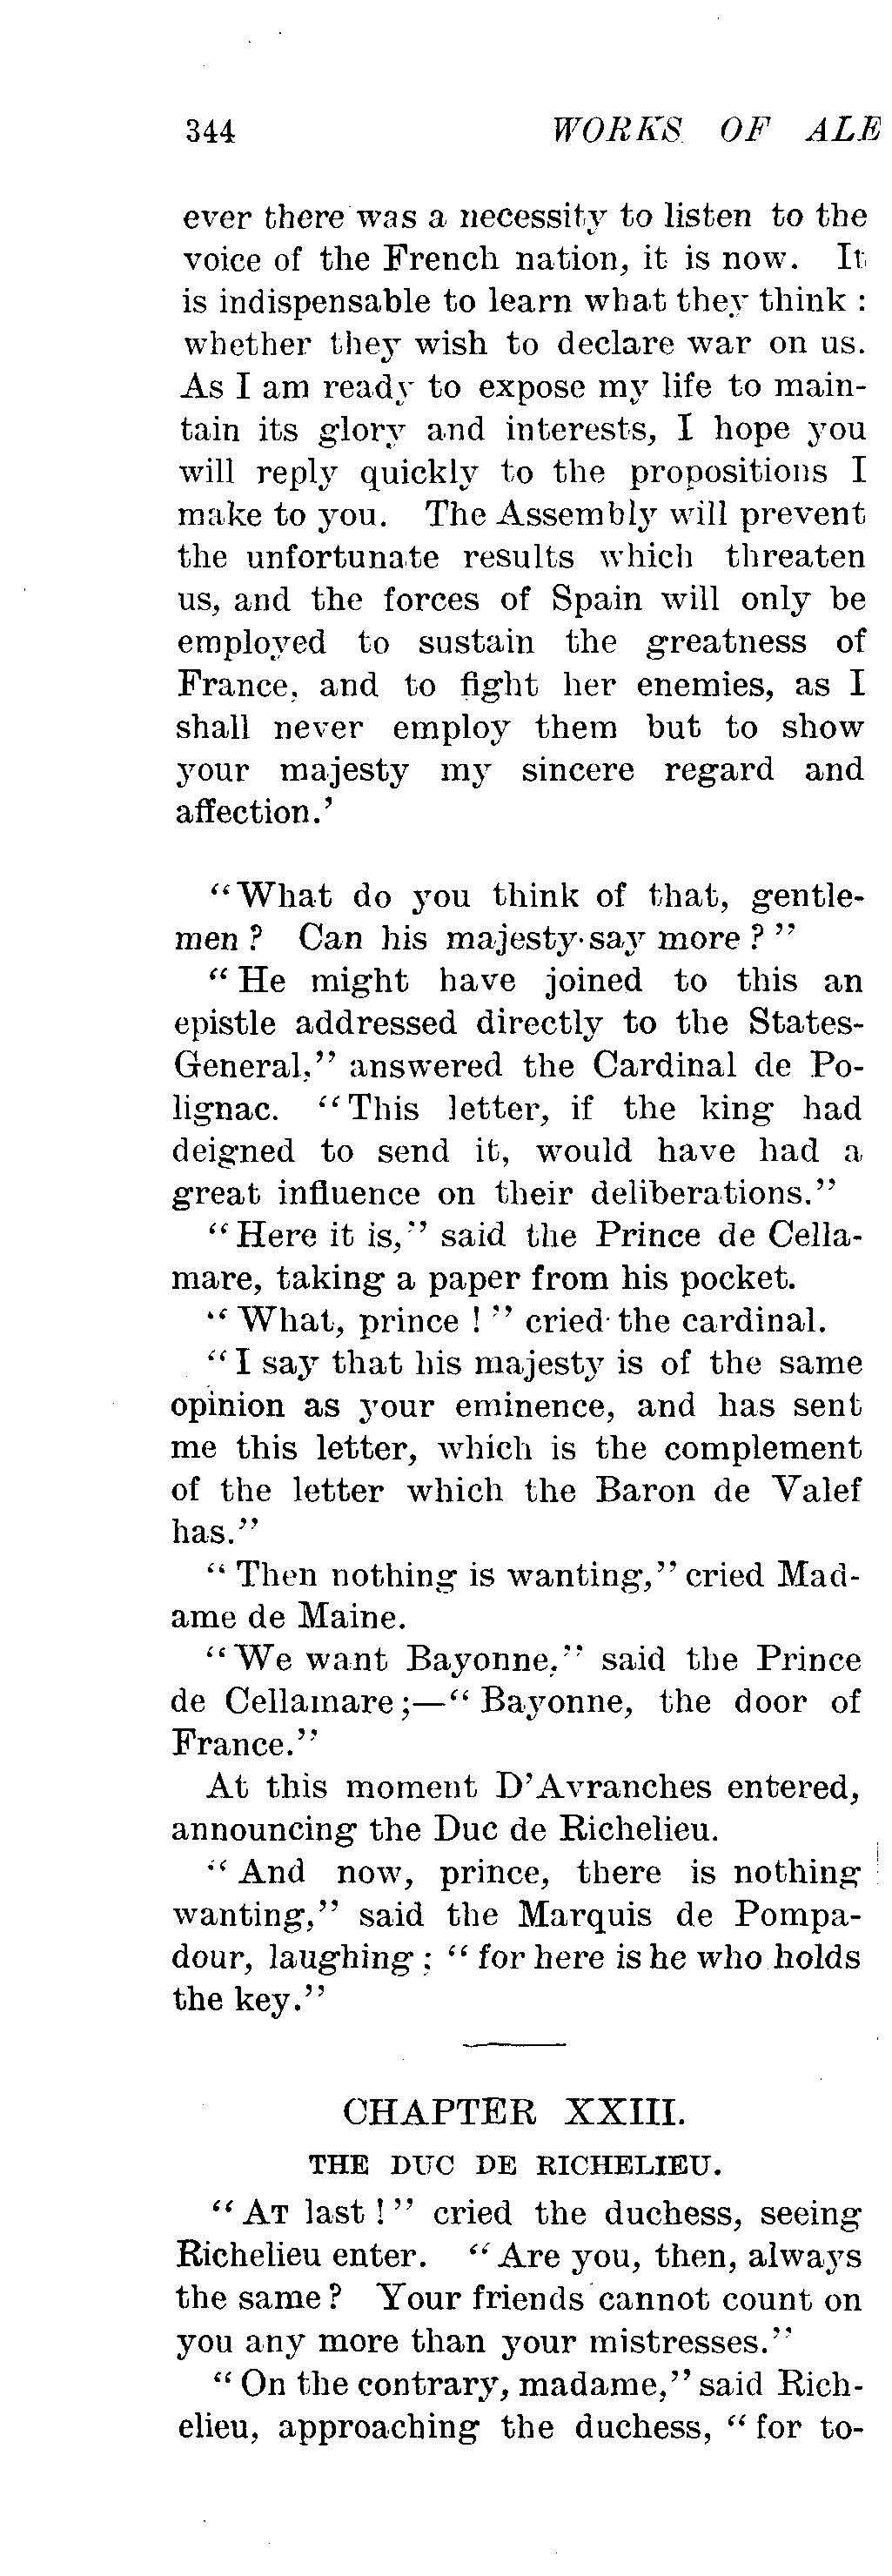 344 WORKS OF ALE
ever there was a necessity to listen to the
voice of the French nation, it is now. It
is indispensable to learn what they think :
whether they wish to declare war on us.
As I am ready to expose my life to main-
tain its glory and interests, I hope you
will reply quickly to the propositions I
make to you. The Assembly will prevent
the unfortunate results which threaten
us, and the forces of Spain will only be
employed to sustain the greatness of
France, and to fight her enemies, as I
shall never employ them but to show
your majesty my sincere regard and
affection.’
“What do you think of that, gentle-
men ? Can his majesty say more ? ”
“ He might have joined to this an
epistle addressed directly to the States-
General,” answered the Cardinal de Po-
lignac. “This letter, if the king had
deigned to send it, would have had a
great influence on their deliberations.”
“Here it is,” said the Prince de Cella-
mare, taking a paper from his pocket.
“ What, prince ! ” cried the cardinal.
“I say that his majesty is of the same
opinion as your eminence, and has sent
me this letter, which is the complement
of the letter which the Baron de Valef
has.”
“ Then nothing is wanting,” cried Mad-
ame de Maine.
“We want Bayonne,” said the Prince
de Cellamare ;—“ Bayonne, the door of
France.”
At this moment D’Avranches entered,
announcing the Duc de Richelieu.
“ And now, prince, there is nothing
wanting,” said the Marquis de Pompa-
dour, laughing ; “ for here is he who holds
the key.”
CHAPTER XXIII.
THE DUC DE RICHELIEU.
“ AT last ! ” cried the duchess, seeing
Richelieu enter. “ Are you, then, always
the same ? Your friends cannot count on
you any more than your mistresses.”
“ On the contrary, madame,” said Rich-
elieu, approaching the duchess, “ for to-